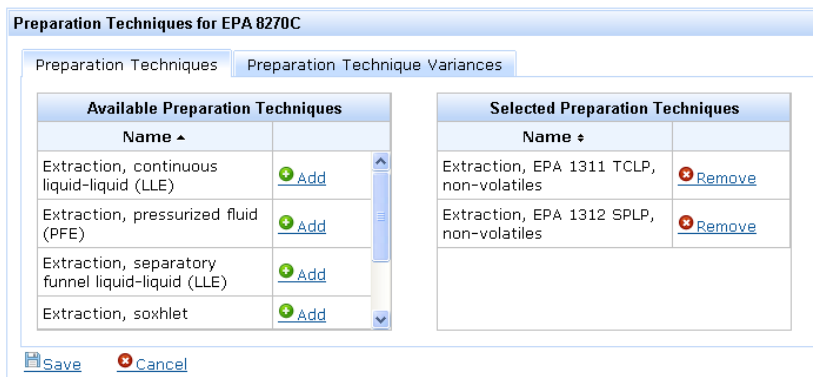 Preparation Techniques for EPA 8270C
Preparation Techniques
Preparation Technique Variances
Available Preparation Techniques
Name
Extraction, continuous
liquid-liquid (LLE)
Add
Extraction, pressurized fluid
(PFE)
Add
Extraction, separatory
funnel liquid-liquid (LLE)
Add
Extraction, soxhlet
Add
Selected Preparation Techniques
Name
Extraction, EPA 1311 TCLP,
non-volatiles
Remove
Extraction, EPA 1312 SPLP,
non-volatiles
Remove
Save
Cancel